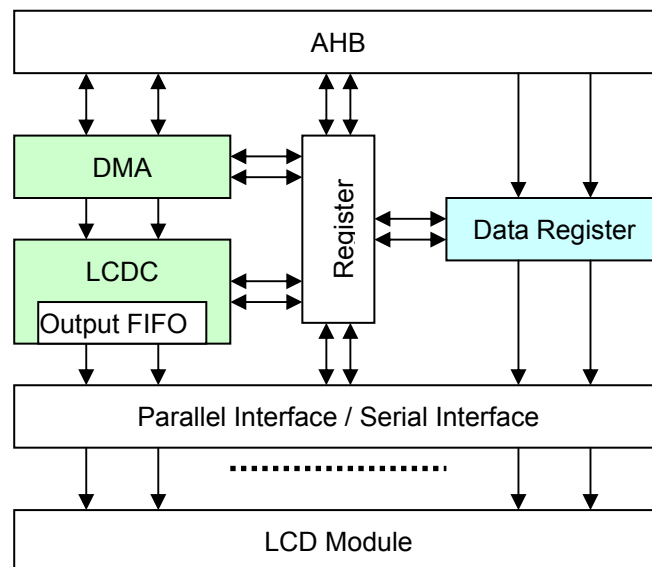 AHB
DMA
Register
Data Register
LCDC
Output FIFO
Parallel Interface / Serial Interface
LCD Module